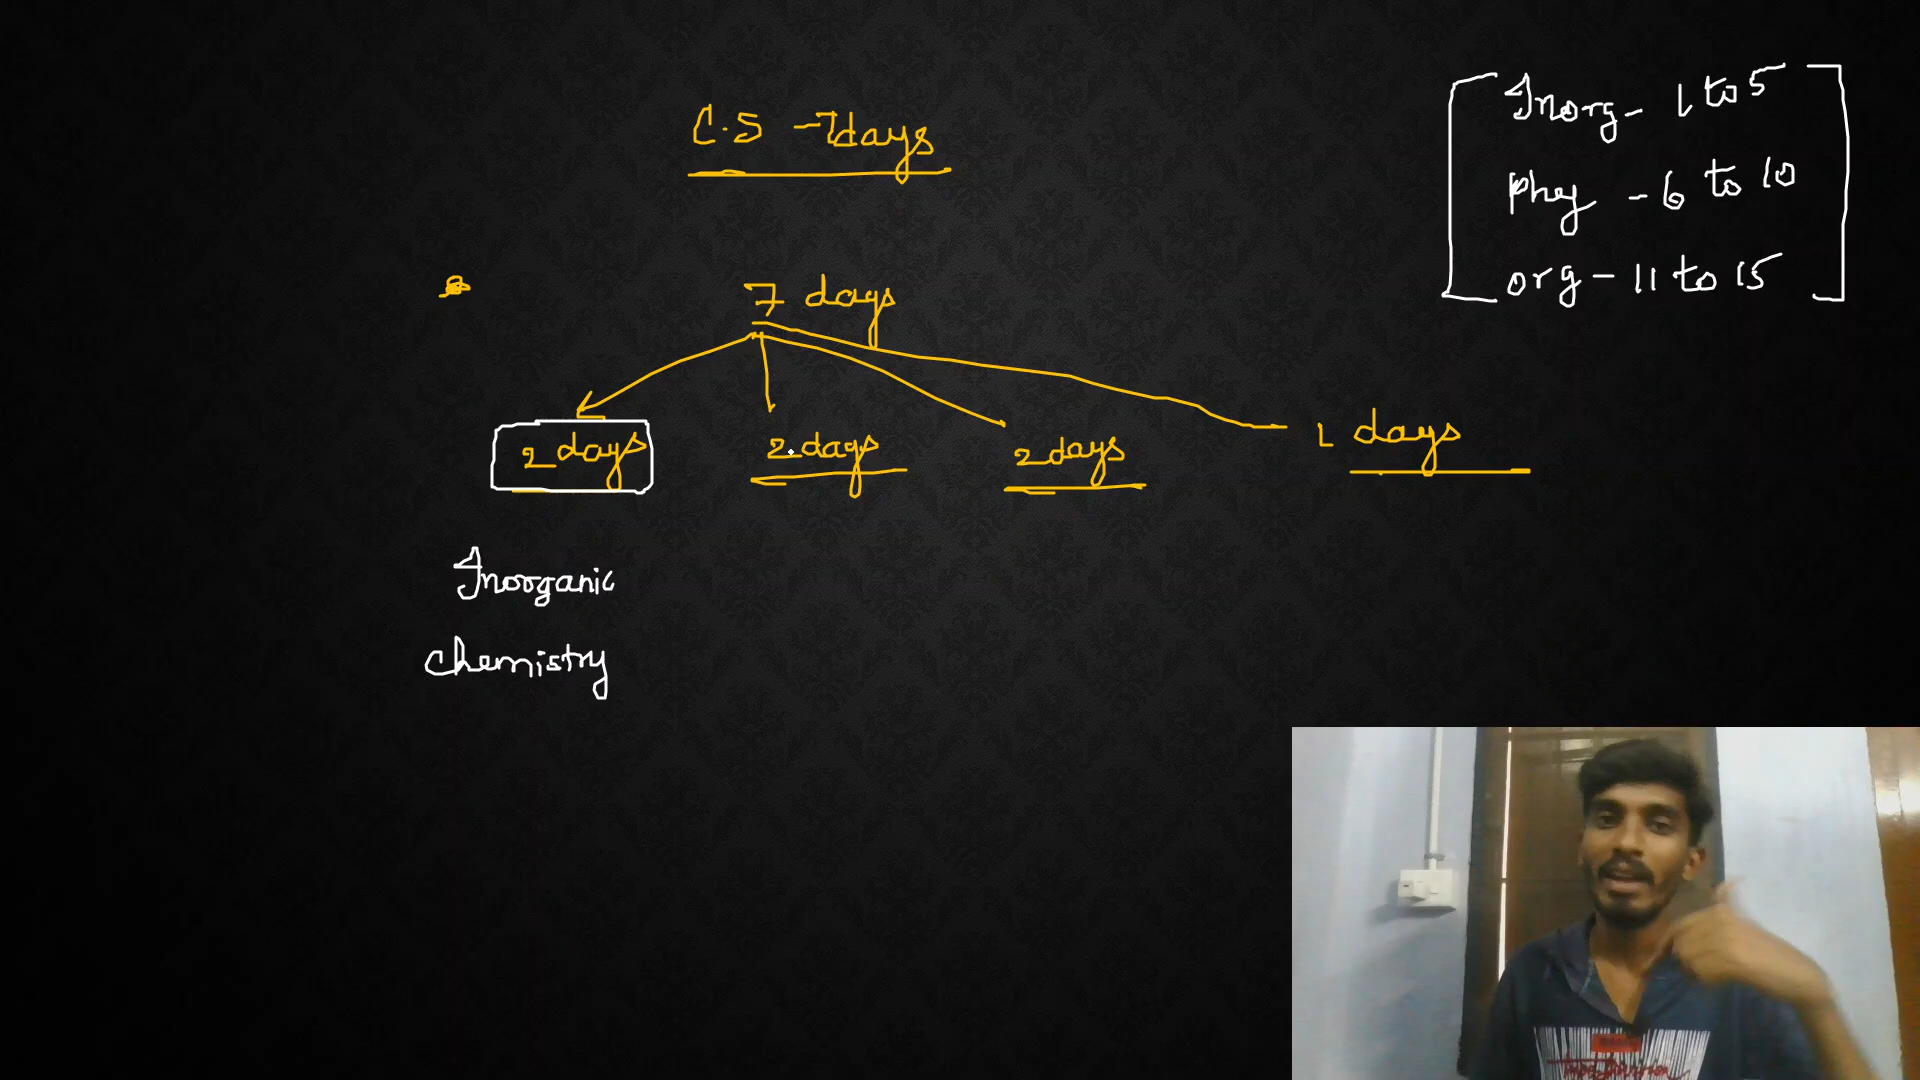 C.S - 7days
Inorg - 1 to 5
phy - 6 to 10
org - 11 to 15
7 days
2 days
2 days
2 days
1 days
Inorganic
chemistry